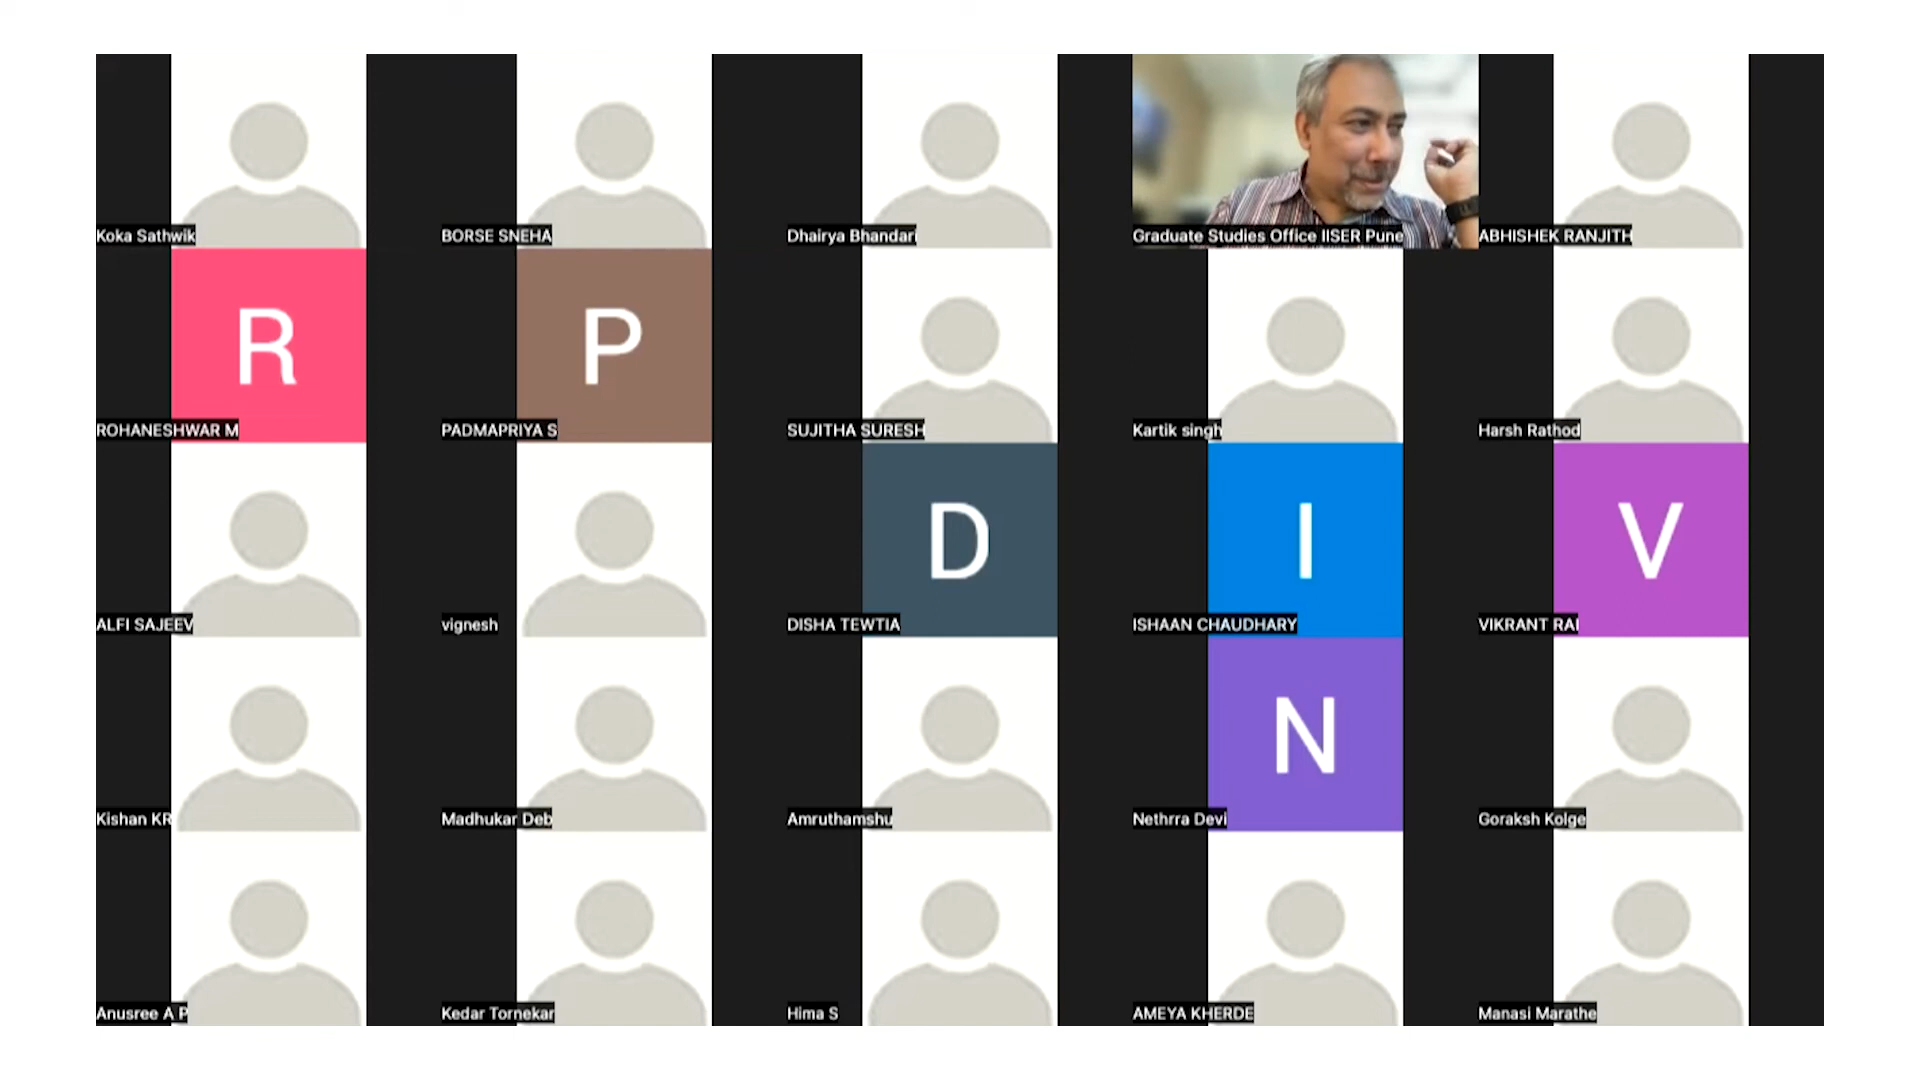 Koka Sathwik
BORSE SNEHA
Dhairya Bhandari
Graduate Studies Office IISER Pune
ABHISHEK RANJITH
R
ROHANESHWAR M
P
PADMAPRIYA S
SUJITHA SURESH
Kartik singh
Harsh Rathod
ALFI SAJEEV
vignesh
D
DISHA TEWTIA
I
ISHAAN CHAUDHARY
V
VIKRANT RAI
Kishan KR
Madhukar Deb
Amruthamshu
N
Nethrra Devi
Goraksh Kolge
Anusree A P
Kedar Tornekar
Hima S
AMEYA KHERDE
Manasi Marathe